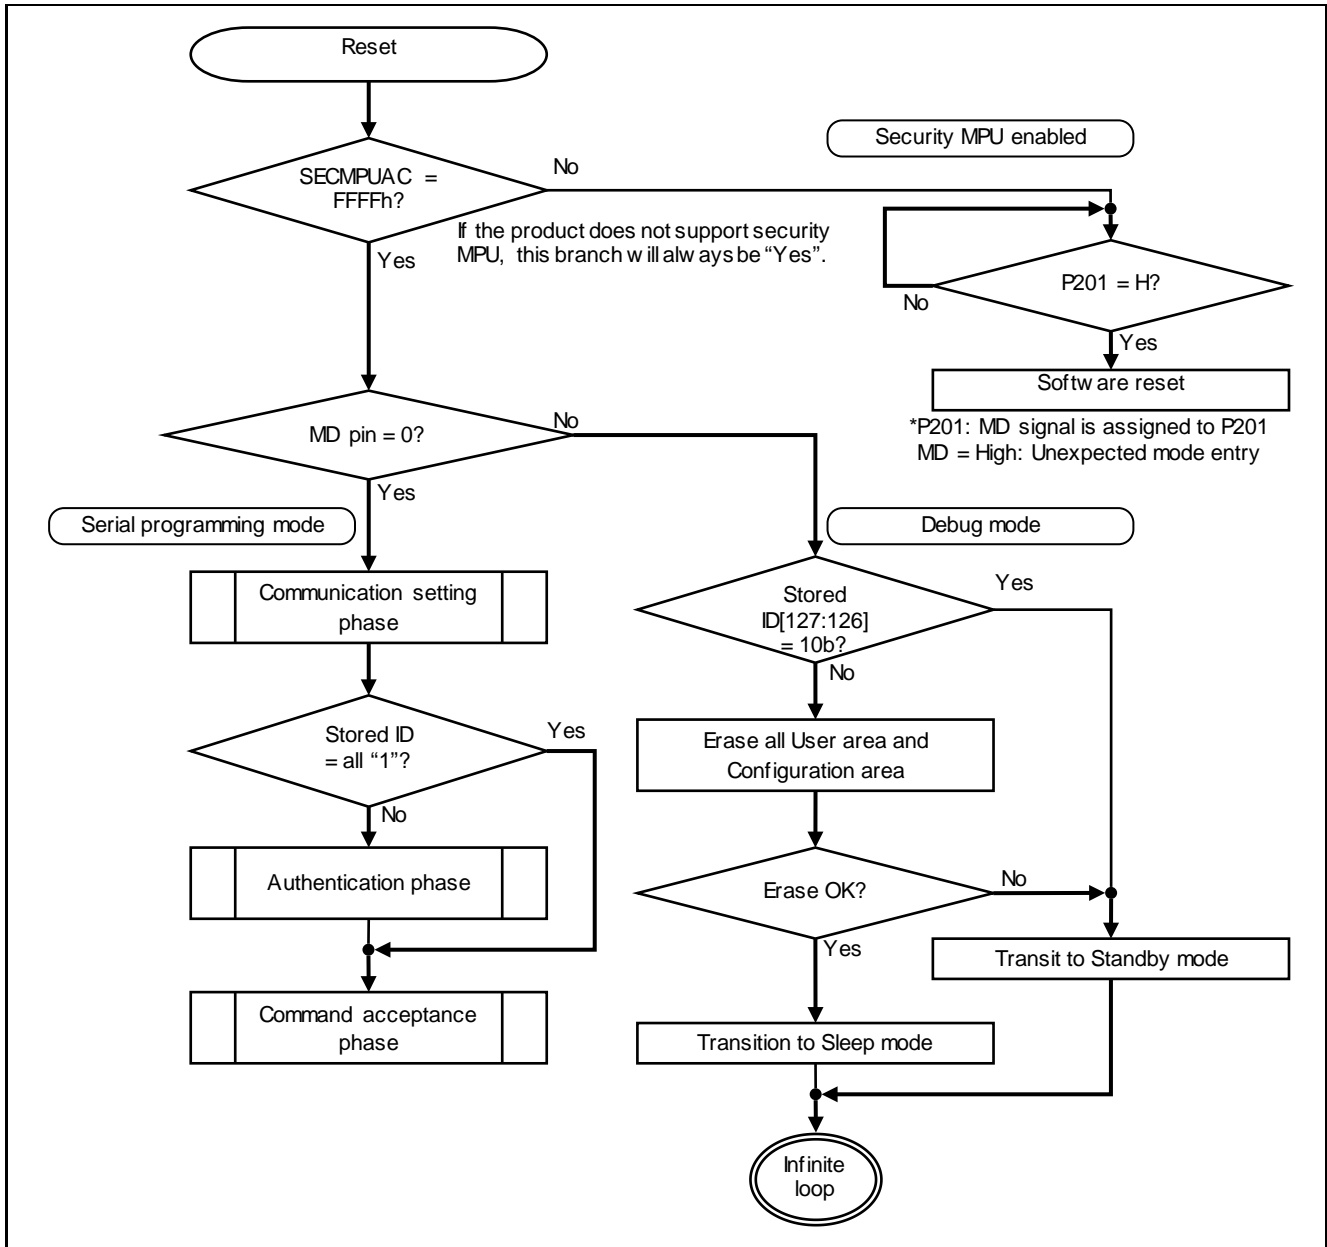 Reset
Security MPU enabled
SECMPUAC =
FFFFh?
No
If the product does not support security
MPU, this branch will always be “Yes”.
Yes
P201 = H?
No
Yes
Software reset
*P201: MD signal is assigned to P201
MD = High: Unexpected mode entry
MD pin = 0?
No
Yes
Serial programming mode
Debug mode
Communication setting
phase
Stored
ID[127:126]
= 10b?
Yes
No
Stored ID
= all “1”?
Yes
No
Erase all User area and
Configuration area
Authentication phase
Erase OK?
No
Yes
Transit to Standby mode
Command acceptance
phase
Transition to Sleep mode
Infinite
loop